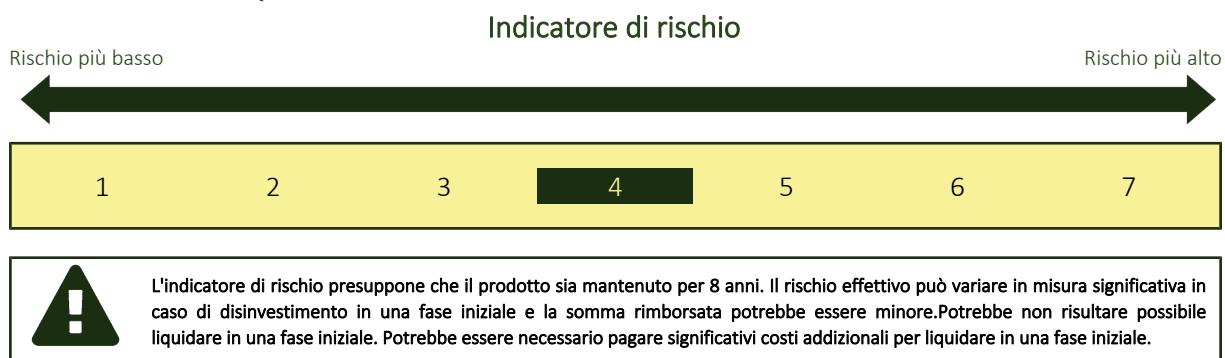 Indicatore di rischio
Rischio più basso
Rischio più alto
1 2 3 4 5 6 7
L'indicatore di rischio presuppone che il prodotto sia mantenuto per 8 anni. Il rischio effettivo può variare in misura significativa in
caso di disinvestimento in una fase iniziale e la somma rimborsata potrebbe essere minore.Potrebbe non risultare possibile
liquidare in una fase iniziale. Potrebbe essere necessario pagare significativi costi addizionali per liquidare in una fase iniziale.